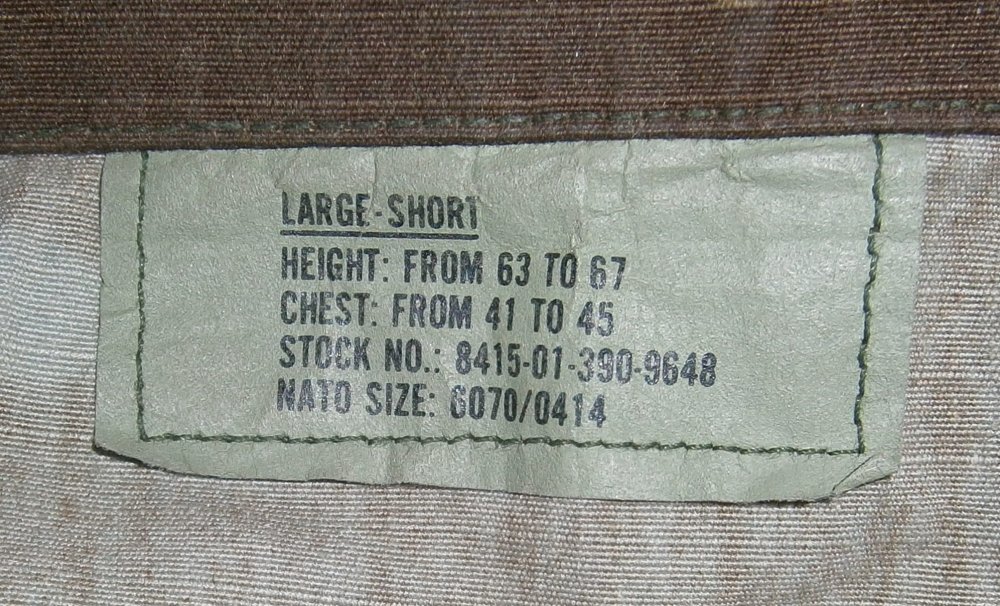 LARGE-SHORT
HEIGHT: FROM 63 TO 67
CHEST: FROM 41 TO 45
STOCK NO.: 8415-01-390-9648
NATO SIZE: 6070/0414